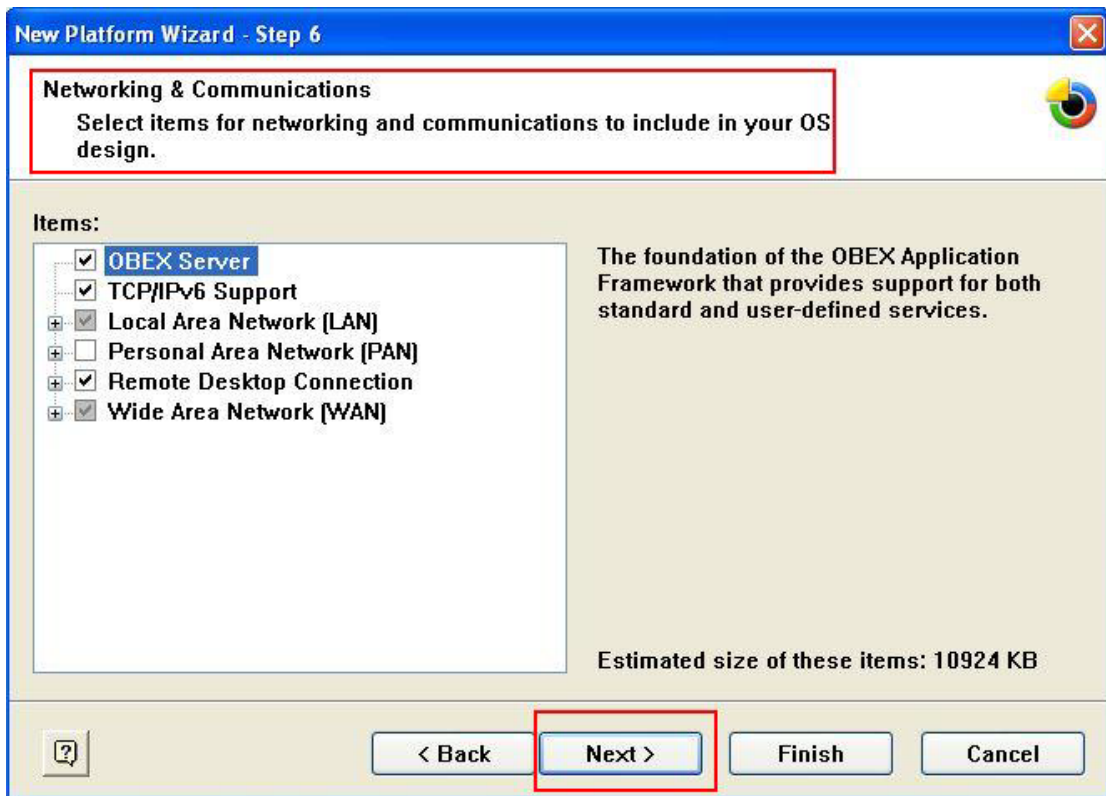 New Platform Wizard - Step 6
Networking & Communications
Select items for networking and communications to include in your OS
design.
Items:
OBEX Server
TCP/IPv6 Support
Local Area Network (LAN)
Personal Area Network (PAN)
Remote Desktop Connection
Wide Area Network (WAN)
The foundation of the OBEX Application
Framework that provides support for both
standard and user-defined services.
Estimated size of these items: 10924 KB
< Back
Next >
Finish
Cancel